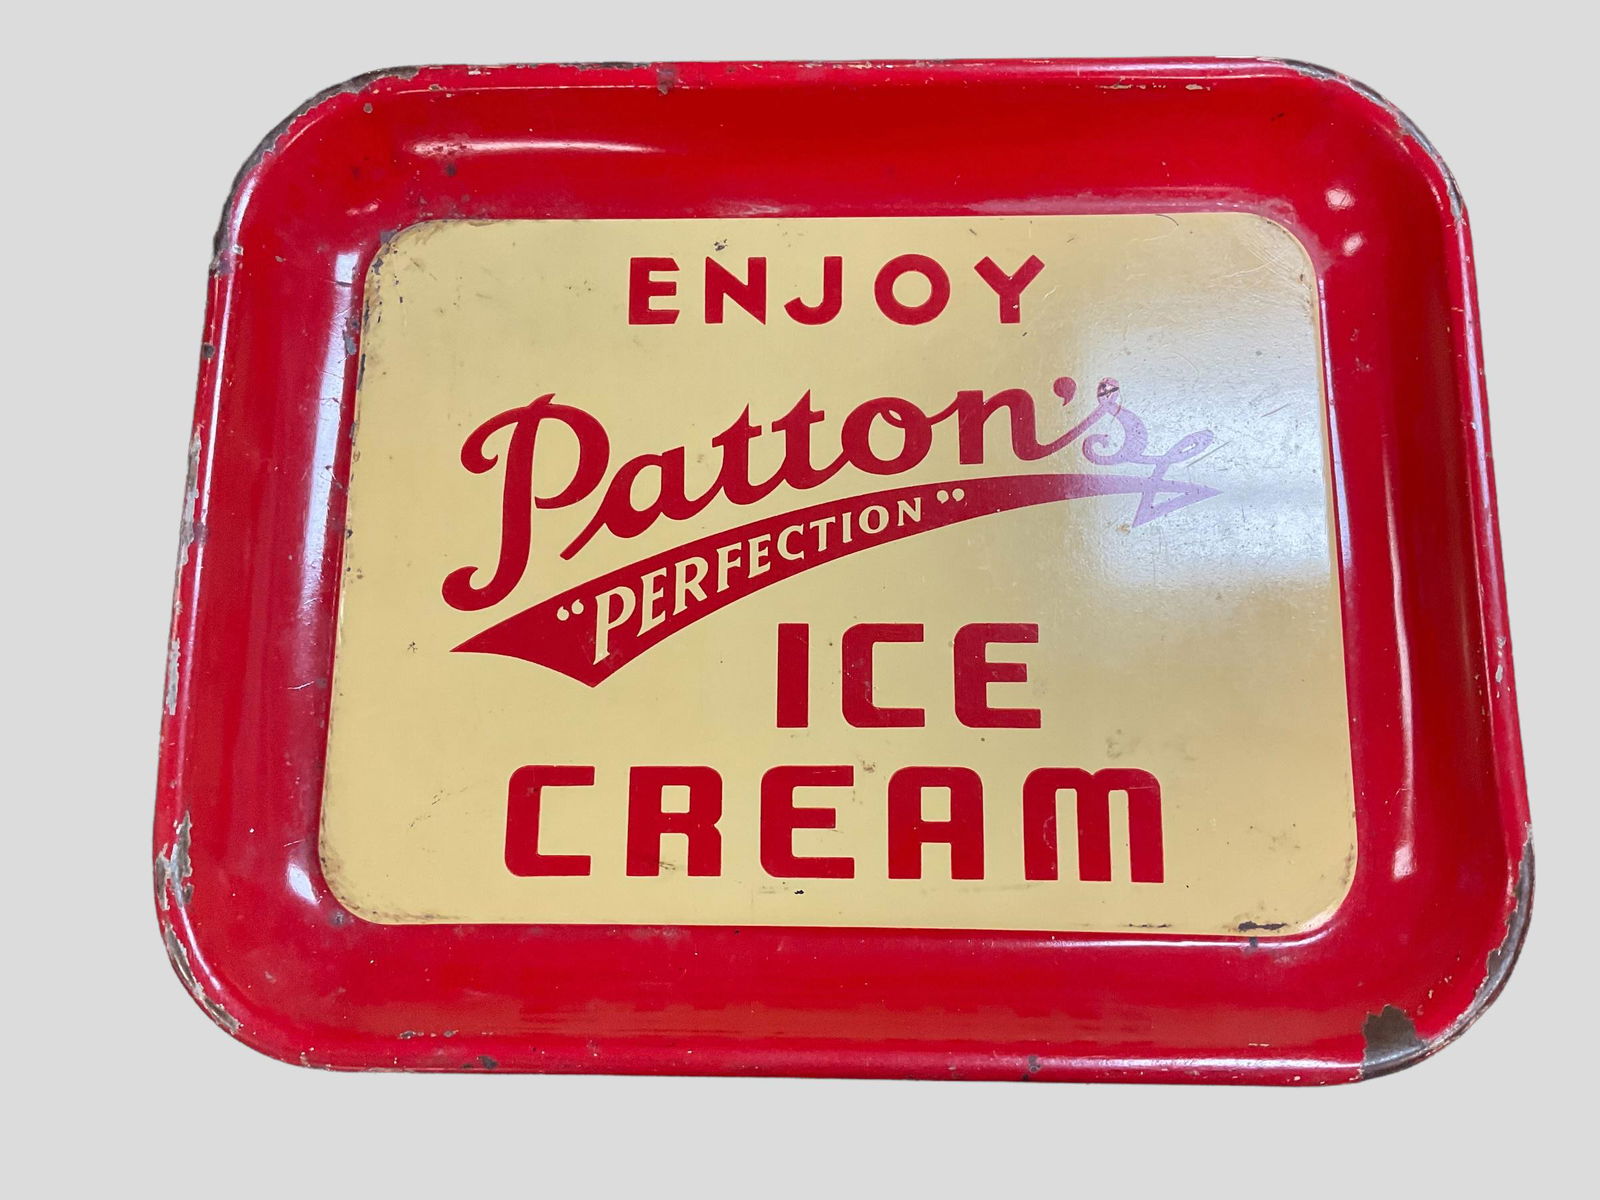 ENJOY
Patton's
“PERFECTION”
ICE
CREAM